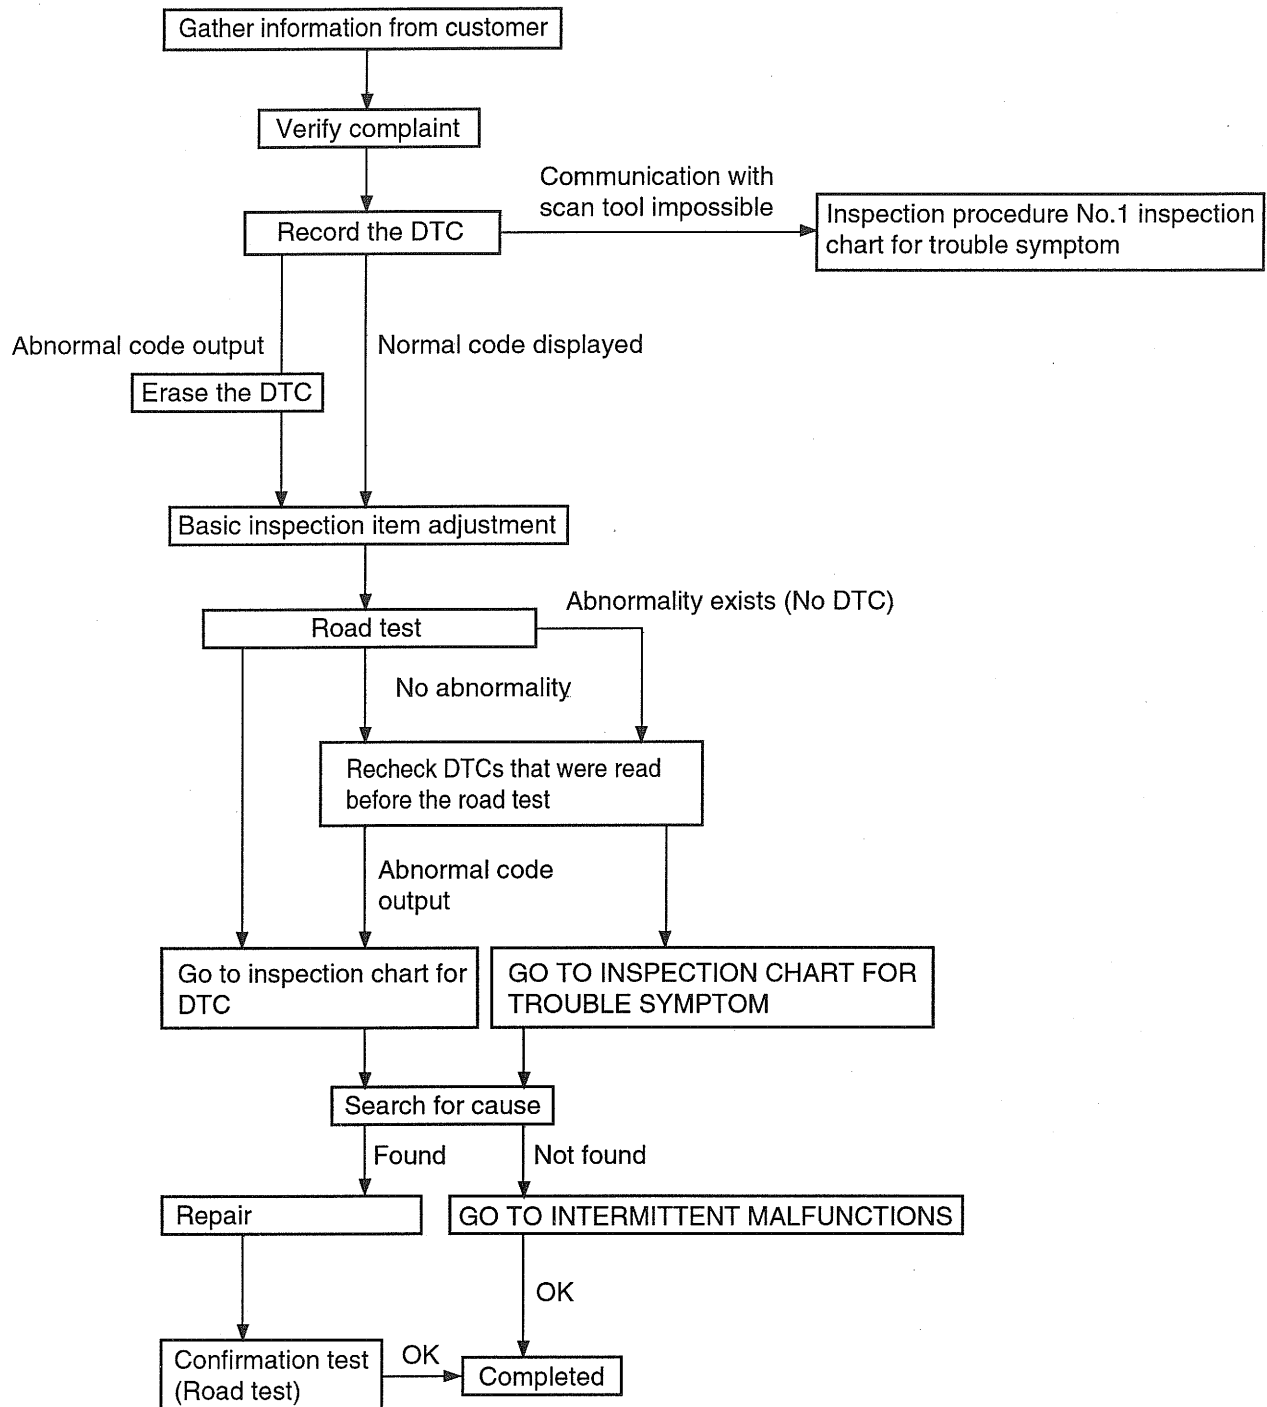 Gather information from customer
Verify complaint
Communication with
scan tool impossible
Record the DTC
Inspection procedure No.1 inspection
chart for trouble symptom
Abnormal code output
Normal code displayed
Erase the DTC
Basic inspection item adjustment
Abnormality exists (No DTC)
Road test
No abnormality
Recheck DTCs that were read
before the road test
Abnormal code
output
Go to inspection chart for
DTC
GO TO INSPECTION CHART FOR
TROUBLE SYMPTOM
Search for cause
Found
Not found
Repair
GO TO INTERMITTENT MALFUNCTIONS
OK
Confirmation test
(Road test)
OK
Completed